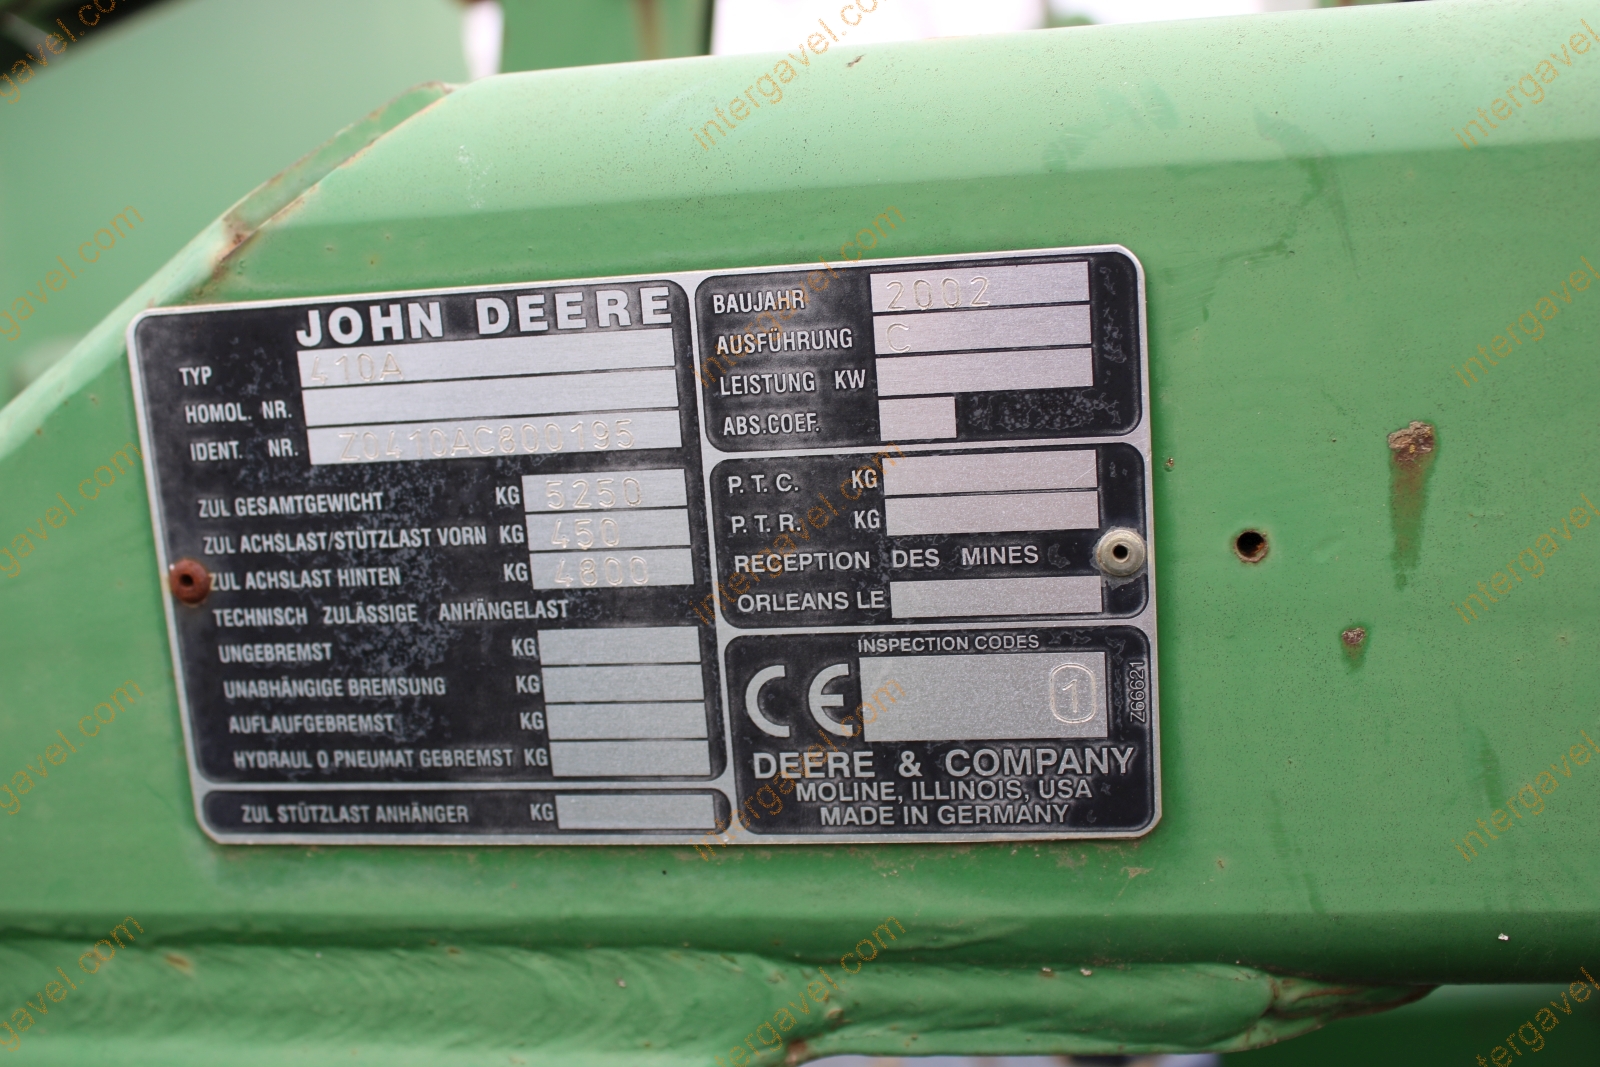 JOHN DEERE
TYP 410A
HOMOL. NR.
IDENT. NR. Z0410AC800195
ZUL GESAMTGEWICHT KG 5250
ZUL ACHSLAST/STÜTZLAST VORN KG 450
ZUL ACHSLAST HINTEN KG 4800
TECHNISCH ZULÄSSIGE ANHÄNGELAST
UNGEBREMST KG
UNABHÄNGIGE BREMSUNG KG
AUFLAUFGEBREMST KG
HYDRAUL O.PNEUMAT GEBREMST KG
ZUL STÜTZLAST ANHÄNGER KG
BAUJAHR 2002
AUSFÜHRUNG C
LEISTUNG KW
ABS.COEF.
P.T.C. KG
P.T.R. KG
RECEPTION DES MINES
ORLEANS LE
INSPECTION CODES
CE 1
Z66621
DEERE & COMPANY
MOLINE, ILLINOIS, USA
MADE IN GERMANY
intergavel.com